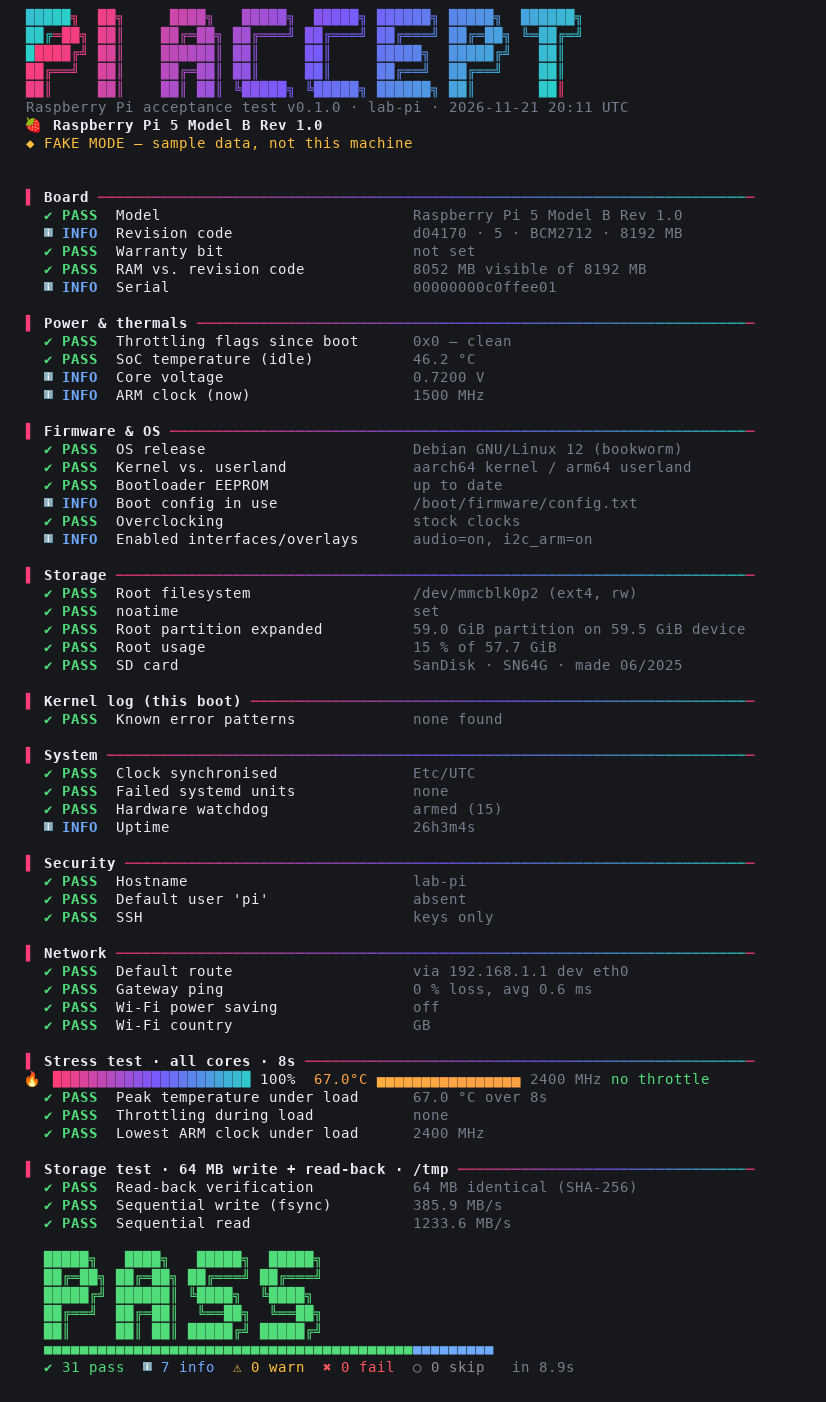 PI ACCEPT
Raspberry Pi acceptance test v0.1.0 · lab-pi · 2026-11-21 20:11 UTC
🍓 Raspberry Pi 5 Model B Rev 1.0
◆ FAKE MODE — sample data, not this machine
Board
✔ PASS Model Raspberry Pi 5 Model B Rev 1.0
ℹ INFO Revision code d04170 · 5 · BCM2712 · 8192 MB
✔ PASS Warranty bit not set
✔ PASS RAM vs. revision code 8052 MB visible of 8192 MB
ℹ INFO Serial 00000000c0ffee01
Power & thermals
✔ PASS Throttling flags since boot 0x0 — clean
✔ PASS SoC temperature (idle) 46.2 °C
ℹ INFO Core voltage 0.7200 V
ℹ INFO ARM clock (now) 1500 MHz
Firmware & OS
✔ PASS OS release Debian GNU/Linux 12 (bookworm)
✔ PASS Kernel vs. userland aarch64 kernel / arm64 userland
✔ PASS Bootloader EEPROM up to date
ℹ INFO Boot config in use /boot/firmware/config.txt
✔ PASS Overclocking stock clocks
ℹ INFO Enabled interfaces/overlays audio=on, i2c_arm=on
Storage
✔ PASS Root filesystem /dev/mmcblk0p2 (ext4, rw)
✔ PASS noatime set
✔ PASS Root partition expanded 59.0 GiB partition on 59.5 GiB device
✔ PASS Root usage 15 % of 57.7 GiB
✔ PASS SD card SanDisk · SN64G · made 06/2025
Kernel log (this boot)
✔ PASS Known error patterns none found
System
✔ PASS Clock synchronised Etc/UTC
✔ PASS Failed systemd units none
✔ PASS Hardware watchdog armed (15)
ℹ INFO Uptime 26h3m4s
Security
✔ PASS Hostname lab-pi
✔ PASS Default user 'pi' absent
✔ PASS SSH keys only
Network
✔ PASS Default route via 192.168.1.1 dev eth0
✔ PASS Gateway ping 0 % loss, avg 0.6 ms
✔ PASS Wi-Fi power saving off
✔ PASS Wi-Fi country GB
Stress test · all cores · 8s
🔥 100% 67.0°C 2400 MHz no throttle
✔ PASS Peak temperature under load 67.0 °C over 8s
✔ PASS Throttling during load none
✔ PASS Lowest ARM clock under load 2400 MHz
Storage test · 64 MB write + read-back · /tmp
✔ PASS Read-back verification 64 MB identical (SHA-256)
✔ PASS Sequential write (fsync) 385.9 MB/s
✔ PASS Sequential read 1233.6 MB/s
PASS
✔ 31 pass ℹ 7 info ⚠ 0 warn ✖ 0 fail ○ 0 skip in 8.9s